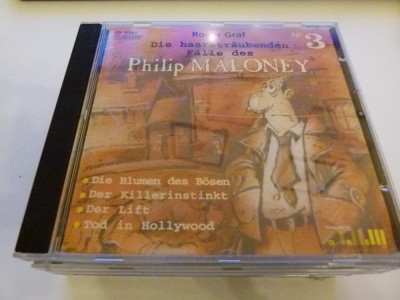 Roger Graf
Die haarsträubenden
Fälle des
Philip MALONEY
Nr. 3
Die Blumen des Bösen
Der Killerinstinkt
Der Lift
Tod in Hollywood